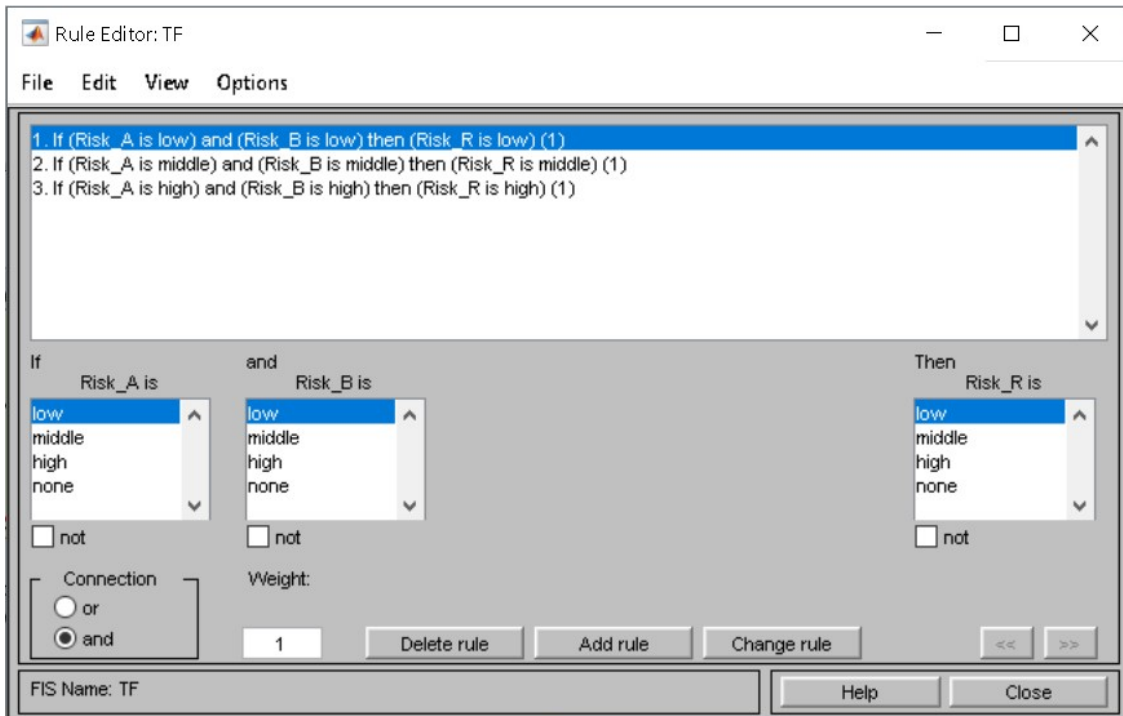 Rule Editor: TF
File Edit View Options
1. If (Risk_A is low) and (Risk_B is low) then (Risk_R is low) (1)
2. If (Risk_A is middle) and (Risk_B is middle) then (Risk_R is middle) (1)
3. If (Risk_A is high) and (Risk_B is high) then (Risk_R is high) (1)
If and Then
Risk_A is Risk_B is Risk_R is
low low low
middle middle middle
high high high
none none none
not not not
Connection Weight:
or
and 1 Delete rule Add rule Change rule << >>
FIS Name: TF Help Close